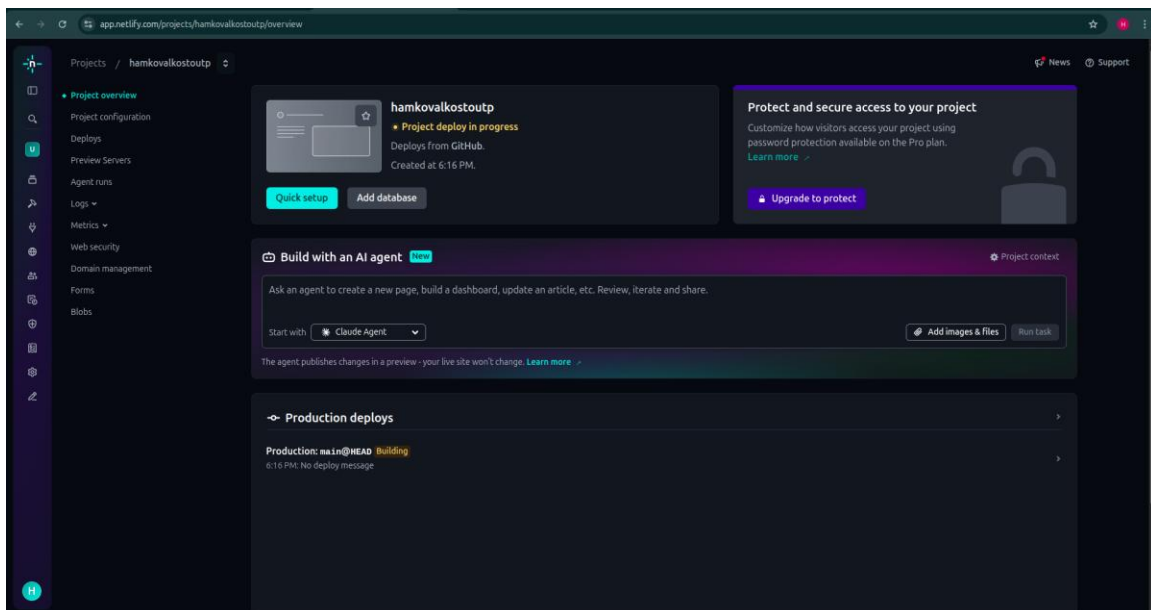 app.netlify.com/projects/hamkovalkostoutp/overview
H
Projects / hamkovalkostoutp
News
Support
Project overview
Project configuration
Deploys
Preview Servers
Agent runs
Logs
Metrics
Web security
Domain management
Forms
Blobs
U
hamkovalkostoutp
Project deploy in progress
Deploys from GitHub.
Created at 6:16 PM.
Quick setup
Add database
Protect and secure access to your project
Customize how visitors access your project using
password protection available on the Pro plan.
Learn more
Upgrade to protect
Build with an AI agent New
Project context
Ask an agent to create a new page, build a dashboard, update an article, etc. Review, iterate and share.
Start with Claude Agent
Add images & files
Run task
The agent publishes changes in a preview - your live site won't change. Learn more
Production deploys
Production: main@HEAD Building
6:16 PM: No deploy message
H